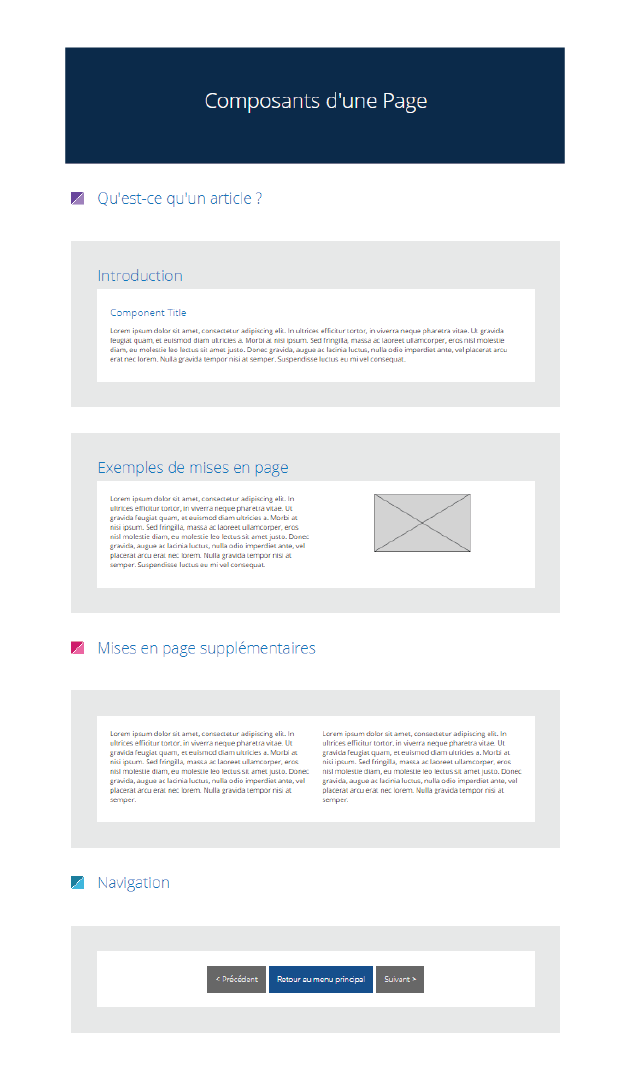 Composants d'une Page
Qu'est-ce qu'un article ?
Introduction
Component Title
Lorem ipsum dolor sit amet, consectetur adipiscing elit. In ultrices efficitur tortor, in viverra neque pharetra vitae. Ut gravida
feugiat quam, et euismod diam ultricies a. Morbi at nisi ipsum. Sed fringilla, massa ac laoreet ullamcorper, eros nisl molestie
diam, eu molestie leo lectus sit amet justo. Donec gravida, augue ac lacinia luctus, nulla odio imperdiet ante, vel placerat arcu
erat nec lorem. Nulla gravida tempor nisi at semper. Suspendisse luctus eu mi vel consequat.
Exemples de mises en page
Lorem ipsum dolor sit amet, consectetur adipiscing elit. In
ultrices efficitur tortor, in viverra neque pharetra vitae. Ut
gravida feugiat quam, et euismod diam ultricies a. Morbi at
nisi ipsum. Sed fringilla, massa ac laoreet ullamcorper, eros
nisl molestie diam, eu molestie leo lectus sit amet justo. Donec
gravida, augue ac lacinia luctus, nulla odio imperdiet ante, vel
placerat arcu erat nec lorem. Nulla gravida tempor nisi at
semper. Suspendisse luctus eu mi vel consequat.
Mises en page supplémentaires
Lorem ipsum dolor sit amet, consectetur adipiscing elit. In
ultrices efficitur tortor, in viverra neque pharetra vitae. Ut
gravida feugiat quam, et euismod diam ultricies a. Morbi at
nisi ipsum. Sed fringilla, massa ac laoreet ullamcorper, eros
nisl molestie diam, eu molestie leo lectus sit amet justo. Donec
gravida, augue ac lacinia luctus, nulla odio imperdiet ante, vel
placerat arcu erat nec lorem. Nulla gravida tempor nisi at
semper.
Lorem ipsum dolor sit amet, consectetur adipiscing elit. In
ultrices efficitur tortor, in viverra neque pharetra vitae. Ut
gravida feugiat quam, et euismod diam ultricies a. Morbi at
nisi ipsum. Sed fringilla, massa ac laoreet ullamcorper, eros
nisl molestie diam, eu molestie leo lectus sit amet justo. Donec
gravida, augue ac lacinia luctus, nulla odio imperdiet ante, vel
placerat arcu erat nec lorem. Nulla gravida tempor nisi at
semper.
Navigation
< Précédent
Retour au menu principal
Suivant >